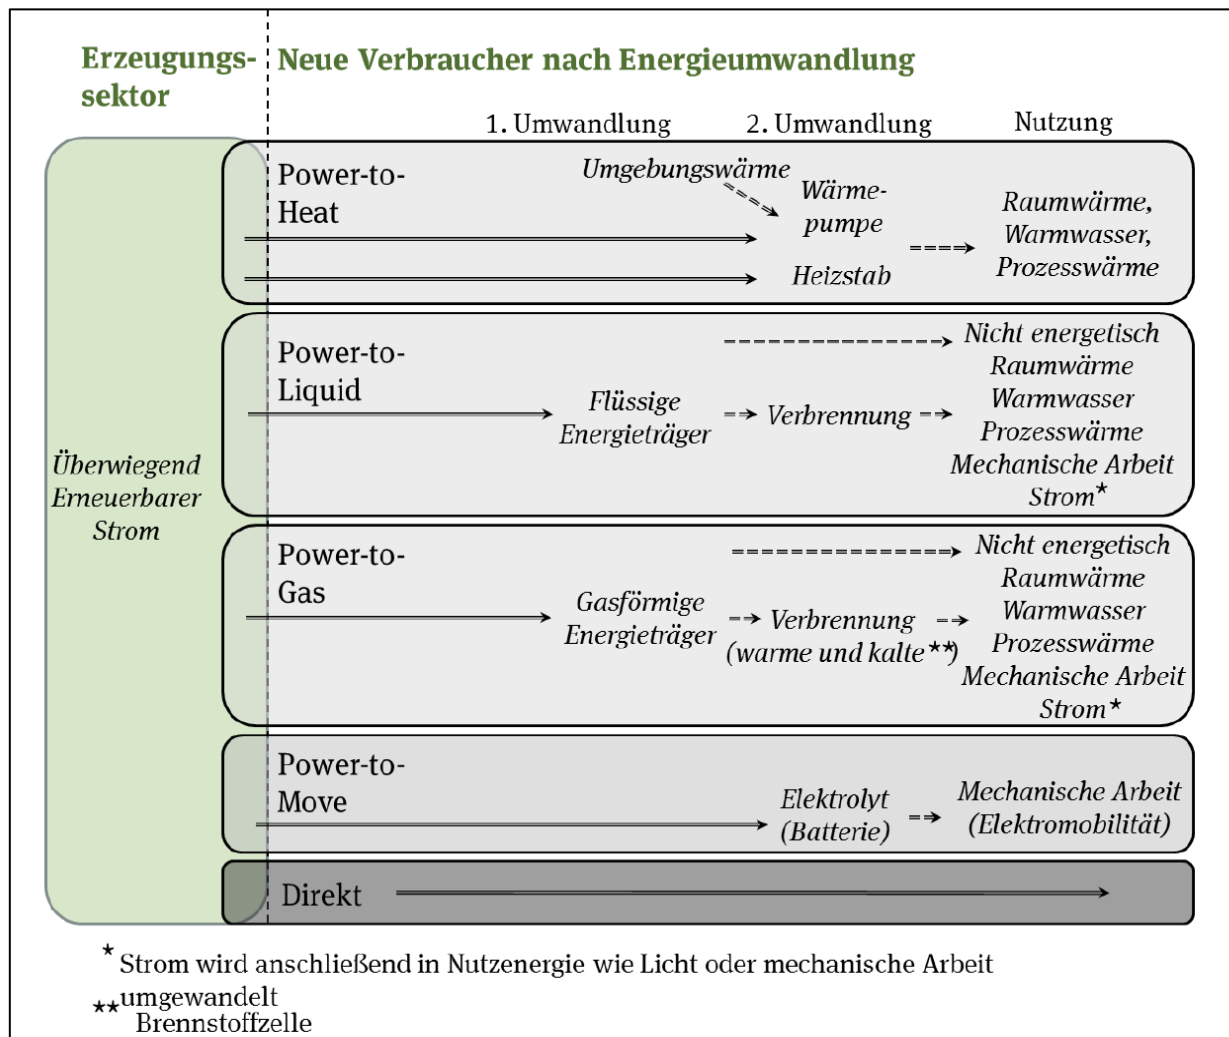 Erzeugungs-
sektor
Neue Verbraucher nach Energieumwandlung
1. Umwandlung
2. Umwandlung
Nutzung
Überwiegend
Erneuerbarer
Strom
Power-to-
Heat
Umgebungswärme
Wärme-
pumpe
Heizstab
Raumwärme,
Warmwasser,
Prozesswärme
Power-to-
Liquid
Flüssige
Energieträger
Verbrennung
Nicht energetisch
Raumwärme
Warmwasser
Prozesswärme
Mechanische Arbeit
Strom*
Power-to-
Gas
Gasförmige
Energieträger
Verbrennung
(warme und kalte**)
Nicht energetisch
Raumwärme
Warmwasser
Prozesswärme
Mechanische Arbeit
Strom*
Power-to-
Move
Elektrolyt
(Batterie)
Mechanische Arbeit
(Elektromobilität)
Direkt
* Strom wird anschließend in Nutzenergie wie Licht oder mechanische Arbeit
umgewandelt
** Brennstoffzelle